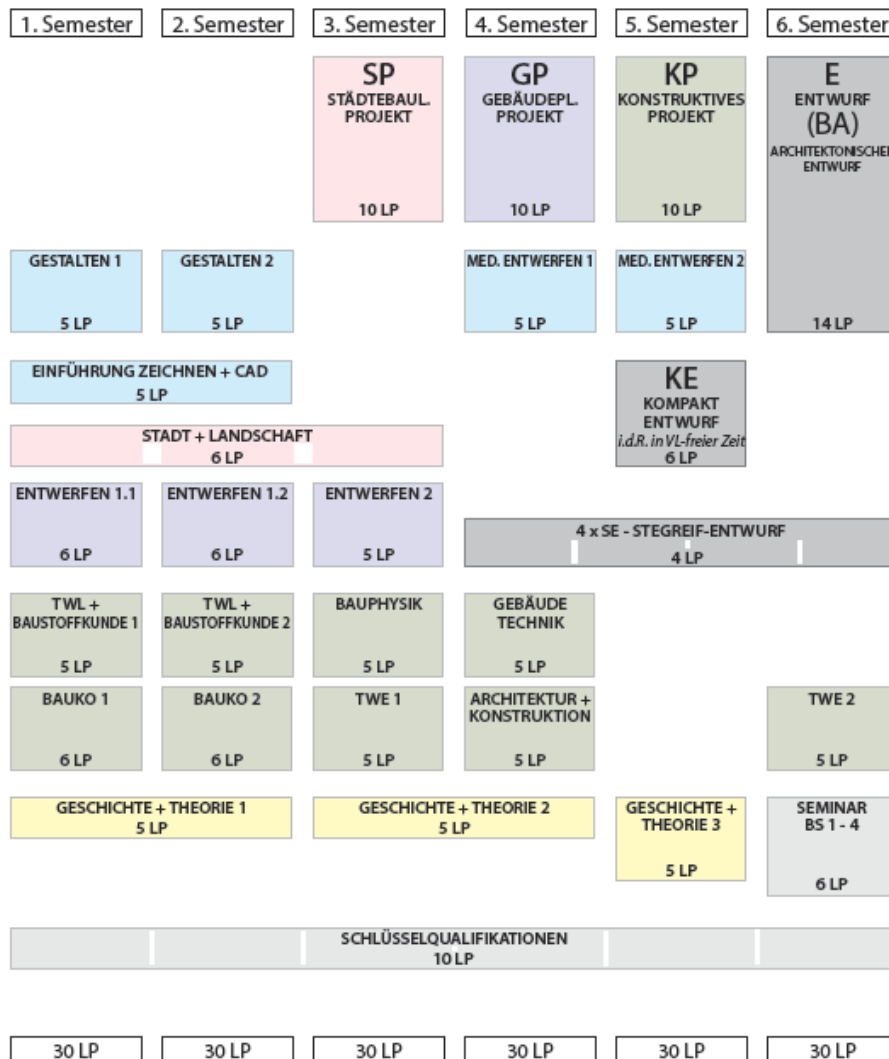 1. Semester 2. Semester 3. Semester 4. Semester 5. Semester 6. Semester
SP
STÄDTEBAUL.
PROJEKT
10 LP
GP
GEBÄUDEPL.
PROJEKT
10 LP
KP
KONSTRUKTIVES
PROJEKT
10 LP
E
ENTWURF
(BA)
ARCHITEKTONISCHER
ENTWURF
14 LP
GESTALTEN 1
5 LP
GESTALTEN 2
5 LP
MED. ENTWERFEN 1
5 LP
MED. ENTWERFEN 2
5 LP
EINFÜHRUNG ZEICHNEN + CAD
5 LP
KE
KOMPAKT
ENTWURF
i.d.R. in VL-freier Zeit
6 LP
STADT + LANDSCHAFT
6 LP
ENTWERFEN 1.1
6 LP
ENTWERFEN 1.2
6 LP
ENTWERFEN 2
5 LP
4 x SE - STEGREIF-ENTWURF
4 LP
TWL +
BAUSTOFFKUNDE 1
5 LP
TWL +
BAUSTOFFKUNDE 2
5 LP
BAUPHYSIK
5 LP
GEBÄUDE
TECHNIK
5 LP
BAUKO 1
6 LP
BAUKO 2
6 LP
TWE 1
5 LP
ARCHITEKTUR +
KONSTRUKTION
5 LP
TWE 2
5 LP
GESCHICHTE + THEORIE 1
5 LP
GESCHICHTE + THEORIE 2
5 LP
GESCHICHTE +
THEORIE 3
5 LP
SEMINAR
BS 1 - 4
6 LP
SCHLÜSSELQUALIFIKATIONEN
10 LP
30 LP 30 LP 30 LP 30 LP 30 LP 30 LP